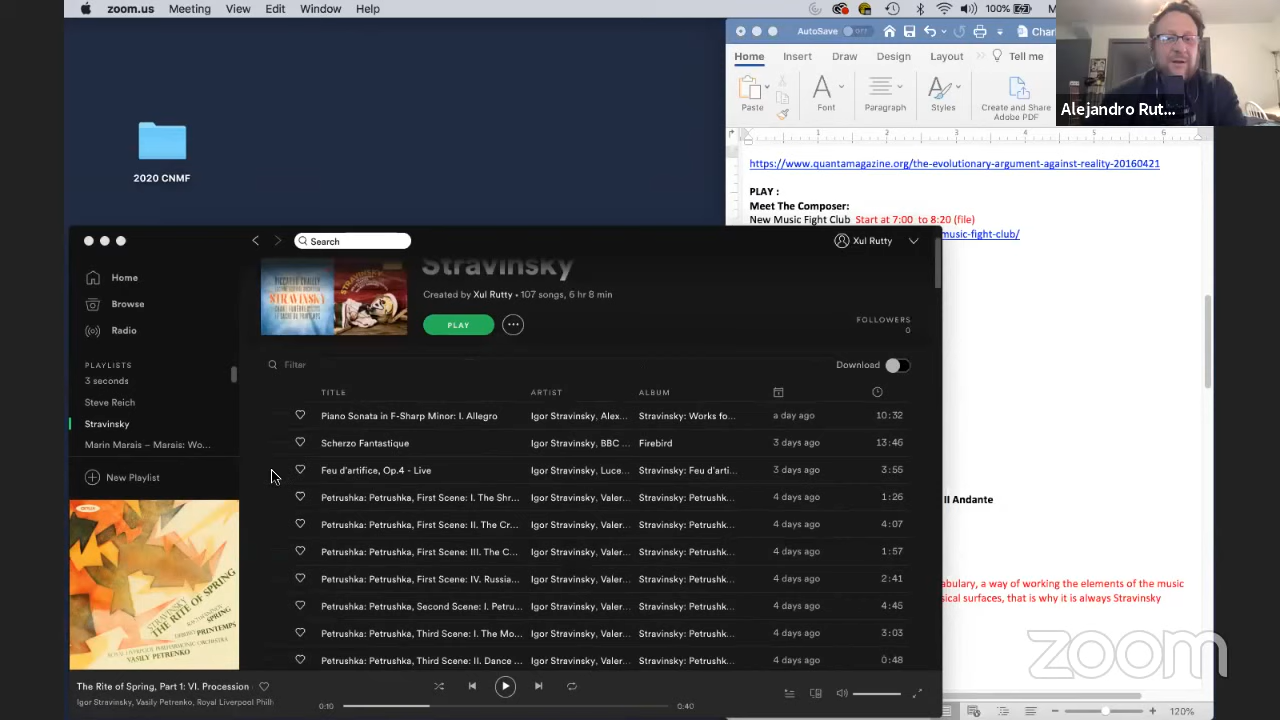 zoom.us Meeting View Edit Window Help 100%
2020 CNMF
AutoSave OFF
Home Insert Draw Design Layout Tell me
Paste Font Paragraph Styles Create and Share
Adobe PDF
Alejandro Rut...
1 2 3 4 5 6
https://www.quantamagazine.org/the-evolutionary-argument-against-reality-20160421
PLAY :
Meet The Composer:
New Music Fight Club Start at 7:00 to 8:20 (file)
music-fight-club/
II Andante
abulary, a way of working the elements of the music
sical surfaces, that is why it is always Stravinsky
120%
Search
Xul Rutty
Home
Browse
Radio
PLAYLISTS
3 seconds
Steve Reich
Stravinsky
Marin Marais – Marais: Wo...
New Playlist
Stravinsky
Created by Xul Rutty • 107 songs, 6 hr 8 min
PLAY
FOLLOWERS
0
Filter
Download
TITLE ARTIST ALBUM
Piano Sonata in F-Sharp Minor: I. Allegro Igor Stravinsky, Alex... Stravinsky: Works fo... a day ago 10:32
Scherzo Fantastique Igor Stravinsky, BBC ... Firebird 3 days ago 13:46
Feu d'artifice, Op.4 - Live Igor Stravinsky, Luce... Stravinsky: Feu d'arti... 3 days ago 3:55
Petrushka: Petrushka, First Scene: I. The Shr... Igor Stravinsky, Valer... Stravinsky: Petrushk... 4 days ago 1:26
Petrushka: Petrushka, First Scene: II. The Cr... Igor Stravinsky, Valer... Stravinsky: Petrushk... 4 days ago 4:07
Petrushka: Petrushka, First Scene: III. The C... Igor Stravinsky, Valer... Stravinsky: Petrushk... 4 days ago 1:57
Petrushka: Petrushka, First Scene: IV. Russia... Igor Stravinsky, Valer... Stravinsky: Petrushk... 4 days ago 2:41
Petrushka: Petrushka, Second Scene: I. Petru... Igor Stravinsky, Valer... Stravinsky: Petrushk... 4 days ago 4:45
Petrushka: Petrushka, Third Scene: I. The Mo... Igor Stravinsky, Valer... Stravinsky: Petrushk... 4 days ago 3:03
Petrushka: Petrushka, Third Scene: II. Dance ... Igor Stravinsky, Valer... Stravinsky: Petrushk... 4 days ago 0:48
STRAVINSKY
THE RITE OF SPRING
ROYAL LIVERPOOL PHILHARMONIC ORCHESTRA
VASILY PETRENKO
The Rite of Spring, Part 1: VI. Procession
Igor Stravinsky, Vasily Petrenko, Royal Liverpool Philh
0:10 0:40
zoom